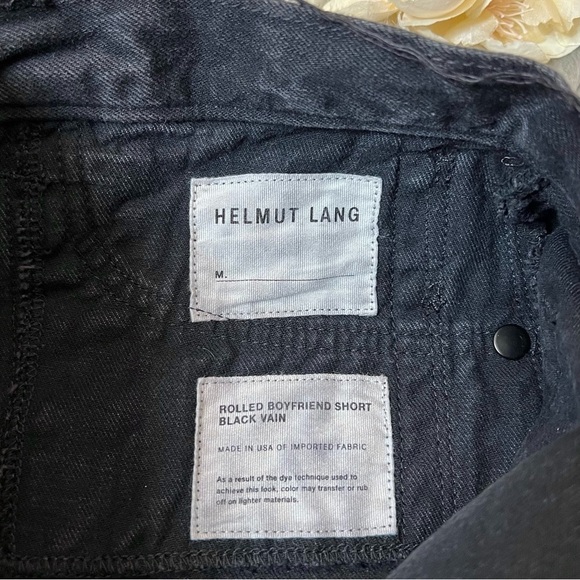 HELMUT LANG
M.
ROLLED BOYFRIEND SHORT
BLACK VAIN
MADE IN USA OF IMPORTED FABRIC
As a result of the dye technique used to
achieve this look, color may transfer or rub
off on lighter materials.